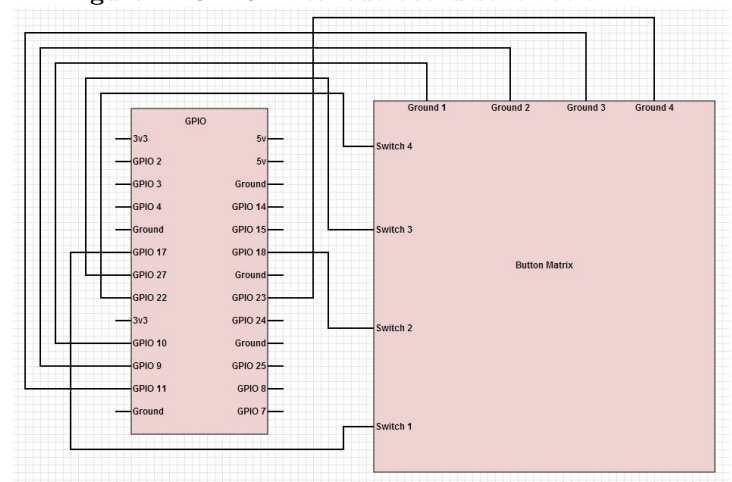 GPIO
3v3
GPIO 2
GPIO 3
GPIO 4
Ground
GPIO 17
GPIO 27
GPIO 22
3v3
GPIO 10
GPIO 9
GPIO 11
Ground
5v
5v
Ground
GPIO 14
GPIO 15
GPIO 18
Ground
GPIO 23
GPIO 24
Ground
GPIO 25
GPIO 8
GPIO 7
Ground 1 Ground 2 Ground 3 Ground 4
Switch 4
Switch 3
Button Matrix
Switch 2
Switch 1